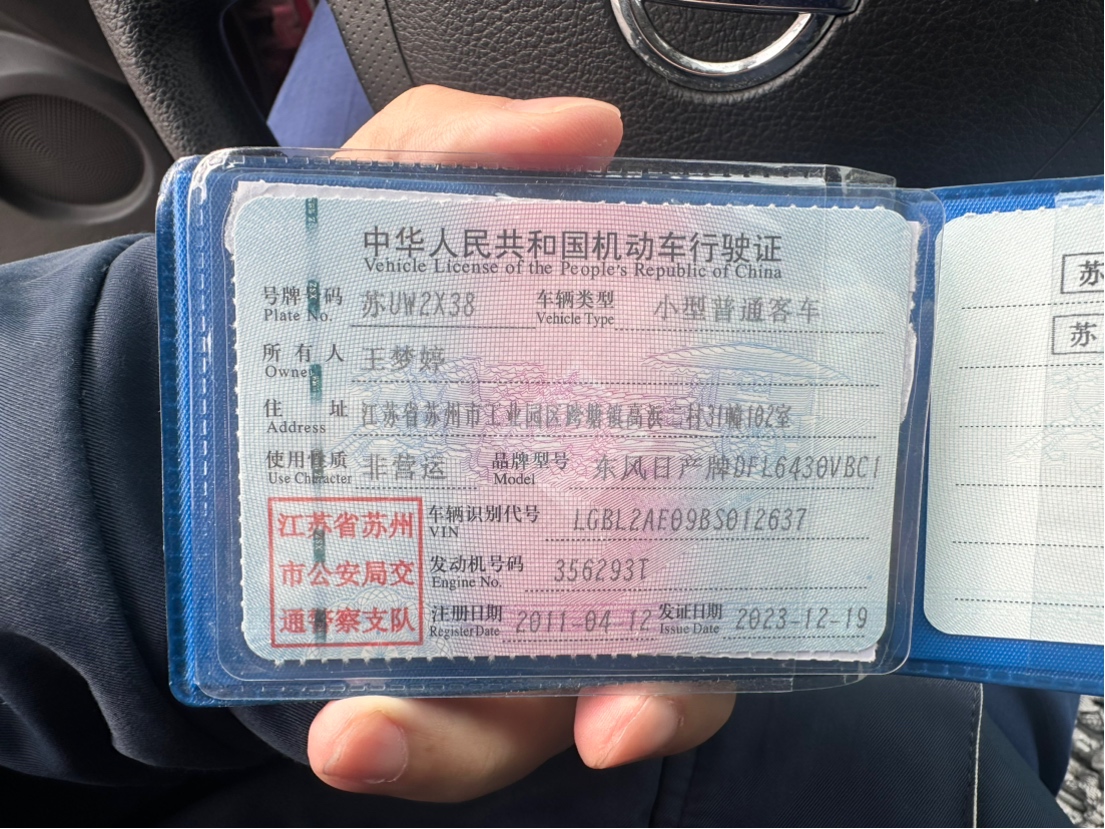 中华人民共和国机动车行驶证
Vehicle License of the People's Republic of China
号牌号码 苏UW2X38 车辆类型 小型普通客车
Plate No. Vehicle Type
所有人 王梦婷
Owner
住址 江苏省苏州市工业园区跨塘镇高浜二村31幢102室
Address
使用性质 非营运 品牌型号 东风日产牌DFL6430VBC1
Use Character Model
江苏省苏州
市公安局交
通警察支队
车辆识别代号 LGBL2AE09BS012637
VIN
发动机号码 356293T
Engine No.
注册日期 2011-04-12 发证日期 2023-12-19
Register Date Issue Date
苏
苏